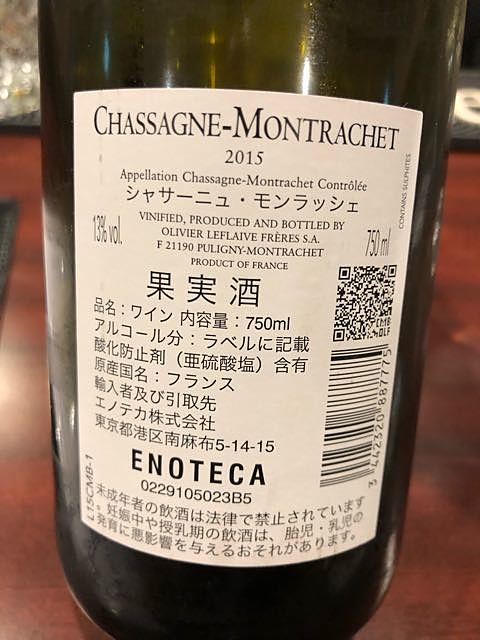 CHASSAGNE-MONTRACHET
2015
Appellation Chassagne-Montrachet Contrôlée
シャサーニュ・モンラッシェ
CONTAINS SULPHITES
13% vol.
VINIFIED, PRODUCED AND BOTTLED BY
OLIVIER LEFLAIVE FRÈRES S.A.
F 21190 PULIGNY-MONTRACHET
PRODUCT OF FRANCE
750 ml
果実酒
品名：ワイン 内容量：750ml
アルコール分：ラベルに記載
酸化防止剤（亜硫酸塩）含有
原産国名：フランス
輸入者及び引取先
エノテカ株式会社
東京都港区南麻布5-14-15
ENOTECA
0229105023B5
3 442320 887775
L15CMB-1
未成年者の飲酒は法律で禁止されています
。妊娠中や授乳期の飲酒は、胎児・乳児の
発育に悪影響を与えるおそれがあります。